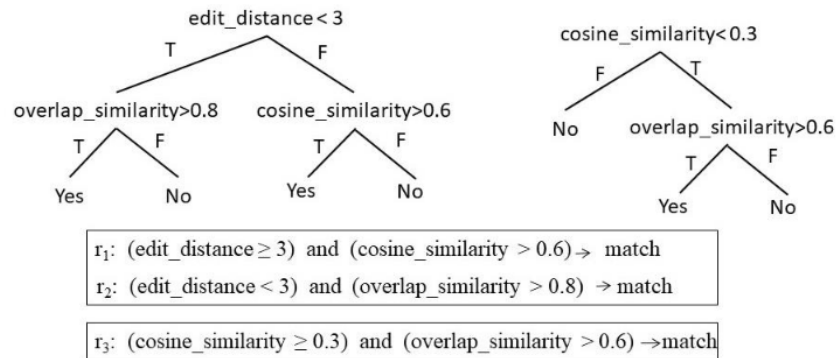 edit_distance < 3
T
F
overlap_similarity>0.8
cosine_similarity>0.6
T
F
T
F
Yes
No
Yes
No
cosine_similarity<0.3
F
T
No
overlap_similarity>0.6
T
F
Yes
No
r₁: (edit_distance ≥ 3) and (cosine_similarity > 0.6) → match
r₂: (edit_distance < 3) and (overlap_similarity > 0.8) → match
r₃: (cosine_similarity ≥ 0.3) and (overlap_similarity > 0.6) →match